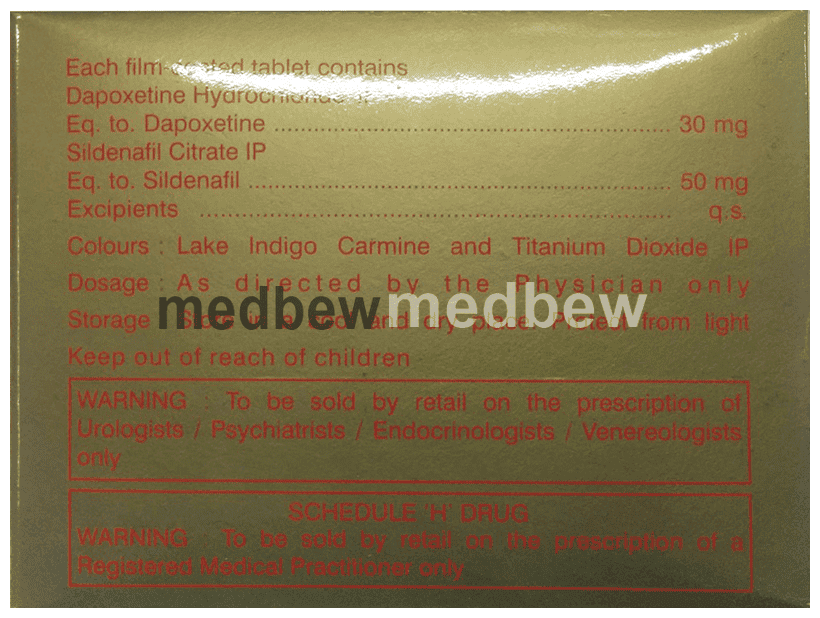 Each film-coated tablet contains
Dapoxetine Hydrochloride IP
Eq. to. Dapoxetine ............................................................ 30 mg
Sildenafil Citrate IP
Eq. to. Sildenafil ................................................................ 50 mg
Excipients ...................................................................... q.s.
Colours : Lake Indigo Carmine and Titanium Dioxide IP
Dosage : As directed by the Physician only
medbew medbew
Storage : Store in a cool and dry place. Protect from light
Keep out of reach of children
WARNING : To be sold by retail on the prescription of
Urologists / Psychiatrists / Endocrinologists / Venereologists
only
SCHEDULE 'H' DRUG
WARNING : To be sold by retail on the prescription of a
Registered Medical Practitioner only